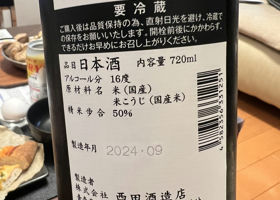 要冷蔵
ご購入後は品質保持の為、直射日光を避け、冷蔵で
の保存をお願いいたします。開栓前後にかかわらず、
できるだけお早めにお召し上がりください。
品目 日本酒 内容量 720ml
アルコール分 16度
原材料名 米(国産)
米こうじ(国産米)
精米歩合 50%
製造年月 2024.09
製造者
株式会社 西田酒造店